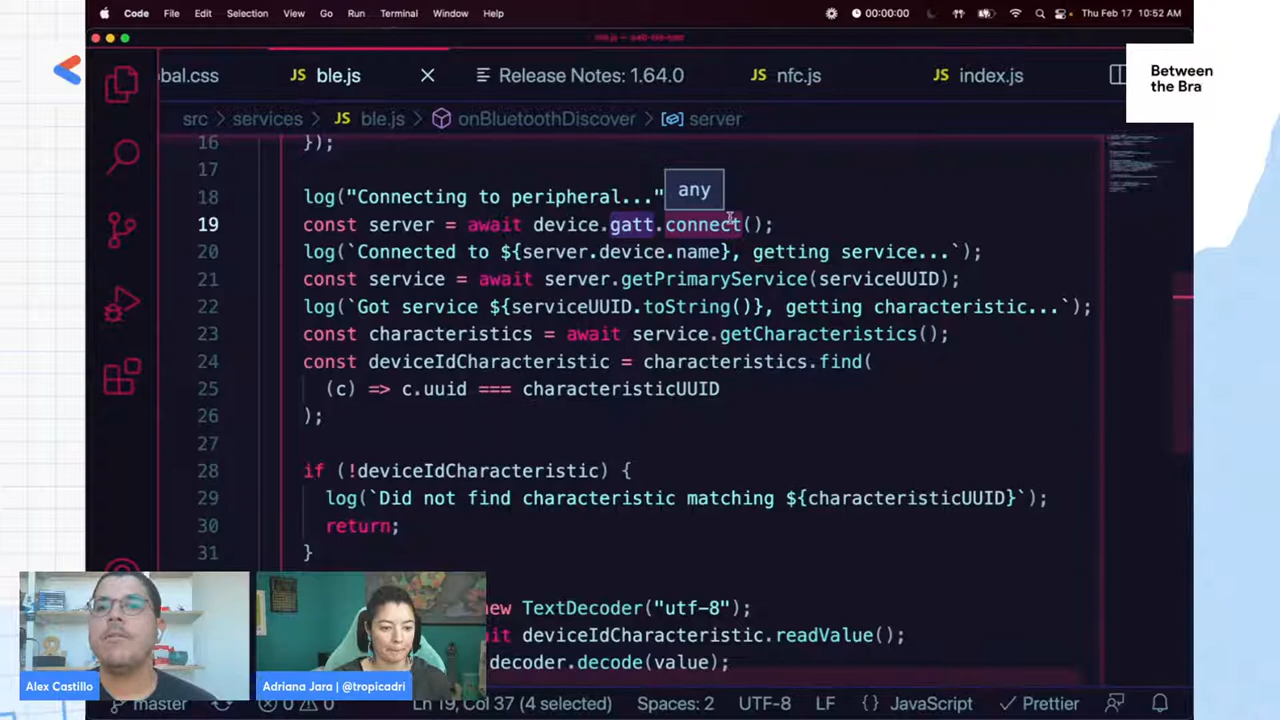 Code File Edit Selection View Go Run Terminal Window Help 00:00:00 Thu Feb 17 10:52 AM
bal.css JS ble.js Release Notes: 1.64.0 JS nfc.js JS index.js
Between
the Bra
src > services > JS ble.js > onBluetoothDiscover > server
16 });
17
any
18 log("Connecting to peripheral..."
19 const server = await device.gatt.connect();
20 log(`Connected to ${server.device.name}, getting service...`);
21 const service = await server.getPrimaryService(serviceUUID);
22 log(`Got service ${serviceUUID.toString()}, getting characteristic...`);
23 const characteristics = await service.getCharacteristics();
24 const deviceIdCharacteristic = characteristics.find(
25 (c) => c.uuid === characteristicUUID
26 );
27
28 if (!deviceIdCharacteristic) {
29 log(`Did not find characteristic matching ${characteristicUUID}`);
30 return;
31 }
new TextDecoder("utf-8");
it deviceIdCharacteristic.readValue();
decoder.decode(value);
Alex Castillo
Adriana Jara | @tropicadri
master 0 0 Ln 19, Col 37 (4 selected) Spaces: 2 UTF-8 LF {} JavaScript Prettier